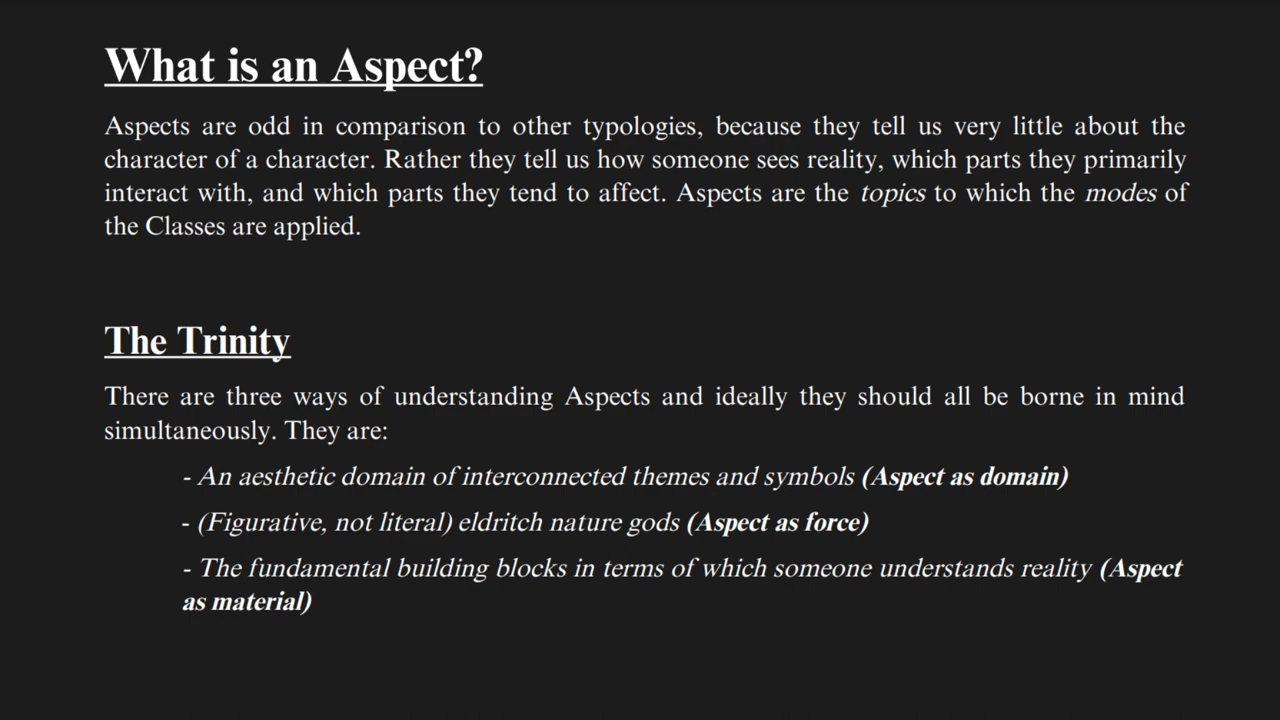 What is an Aspect?
Aspects are odd in comparison to other typologies, because they tell us very little about the
character of a character. Rather they tell us how someone sees reality, which parts they primarily
interact with, and which parts they tend to affect. Aspects are the topics to which the modes of
the Classes are applied.
The Trinity
There are three ways of understanding Aspects and ideally they should all be borne in mind
simultaneously. They are:
- An aesthetic domain of interconnected themes and symbols (Aspect as domain)
- (Figurative, not literal) eldritch nature gods (Aspect as force)
- The fundamental building blocks in terms of which someone understands reality (Aspect
as material)